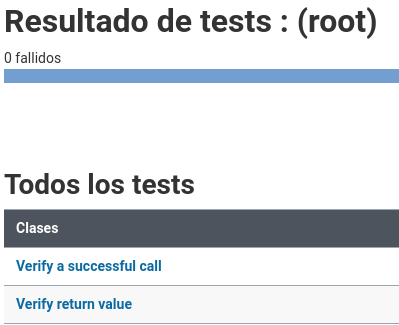 Resultado de tests : (root)
0 fallidos
Todos los tests
Clases
Verify a successful call
Verify return value